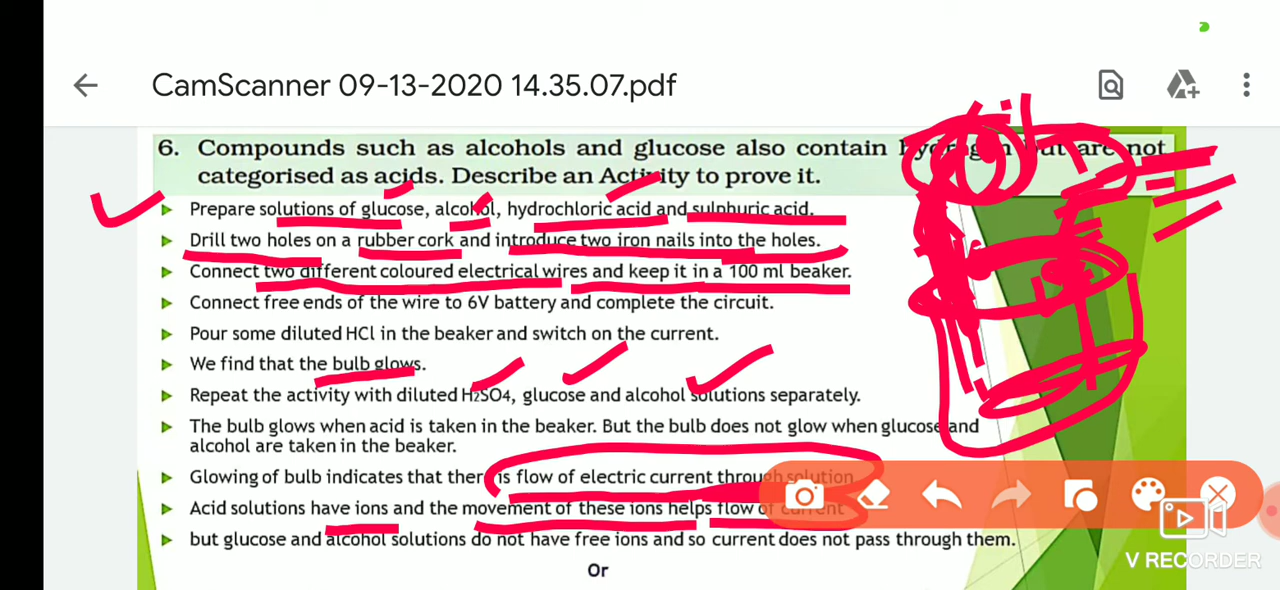 CamScanner 09-13-2020 14.35.07.pdf
6. Compounds such as alcohols and glucose also contain hydrogen but are not
categorised as acids. Describe an Activity to prove it.
Prepare solutions of glucose, alcohol, hydrochloric acid and sulphuric acid.
Drill two holes on a rubber cork and introduce two iron nails into the holes.
Connect two different coloured electrical wires and keep it in a 100 ml beaker.
Connect free ends of the wire to 6V battery and complete the circuit.
Pour some diluted HCl in the beaker and switch on the current.
We find that the bulb glows.
Repeat the activity with diluted H2SO4, glucose and alcohol solutions separately.
The bulb glows when acid is taken in the beaker. But the bulb does not glow when glucose and
alcohol are taken in the beaker.
Glowing of bulb indicates that there is flow of electric current through solution
Acid solutions have ions and the movement of these ions helps flow of current
but glucose and alcohol solutions do not have free ions and so current does not pass through them.
Or
V RECORDER